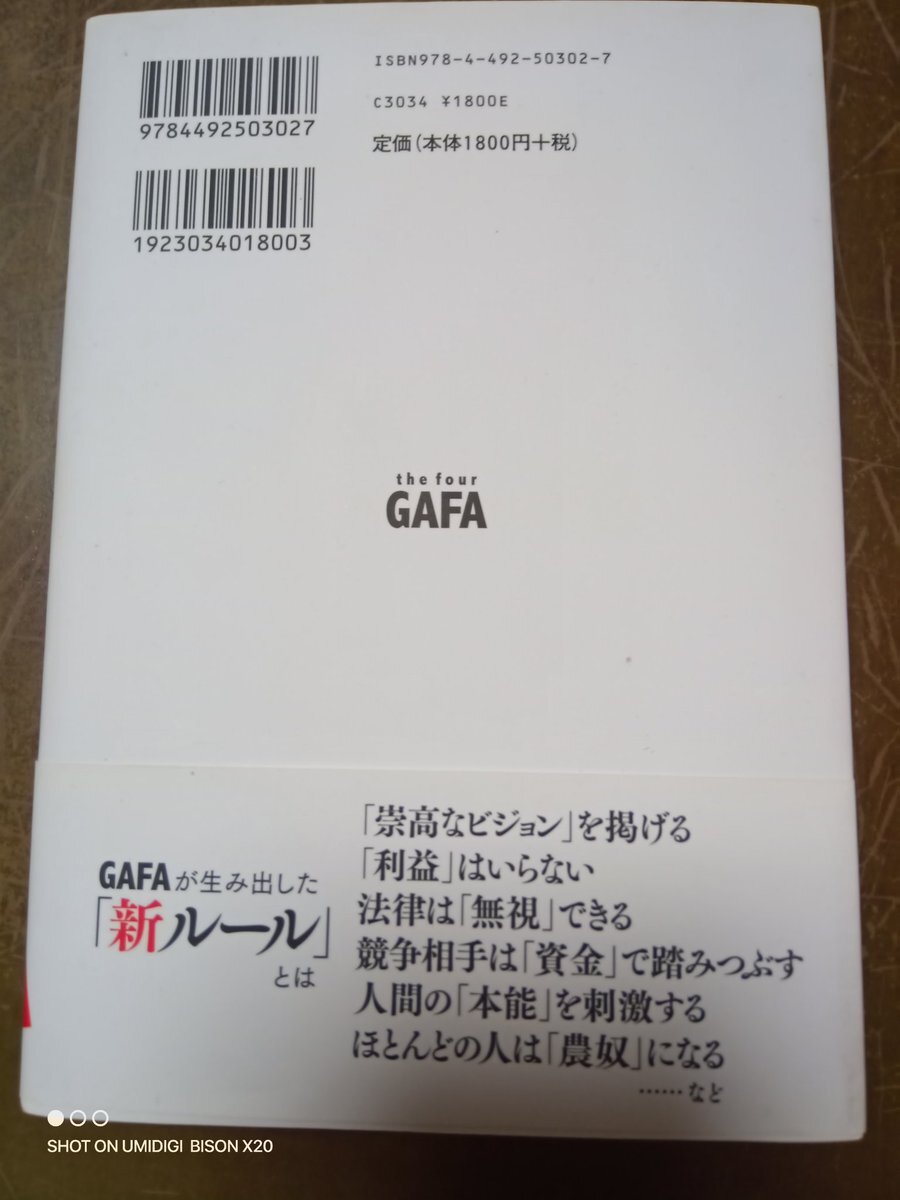 ISBN978-4-492-50302-7
C3034 ¥1800E
定価(本体1800円+税)
9784492503027
1923034018003
the four
GAFA
GAFAが生み出した
「新ルール」
とは
「崇高なビジョン」を掲げる
「利益」はいらない
法律は「無視」できる
競争相手は「資金」で踏みつぶす
人間の「本能」を刺激する
ほとんどの人は「農奴」になる
……など
SHOT ON UMIDIGI BISON X20